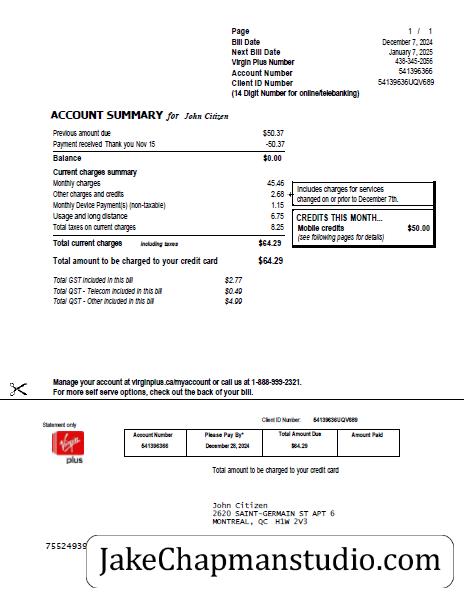 Page 1 / 1
Bill Date December 7, 2024
Next Bill Date January 7, 2025
Virgin Plus Number 438-345-2056
Account Number 541396366
Client ID Number 54139636UQV689
(14 Digit Number for online/telebanking)
ACCOUNT SUMMARY for John Citizen
Previous amount due $50.37
Payment received Thank you Nov 15 -50.37
Balance $0.00
Current charges summary
Monthly charges 45.46
Other charges and credits 2.68
Includes charges for services
changed on or prior to December 7th.
Monthly Device Payment(s) (non-taxable) 1.15
Usage and long distance 6.75
Total taxes on current charges 8.25
CREDITS THIS MONTH...
Mobile credits $50.00
(see following pages for details)
Total current charges including taxes $64.29
Total amount to be charged to your credit card $64.29
Total GST included in this bill $2.77
Total QST - Telecom included in this bill $0.49
Total QST - Other included in this bill $4.99
Manage your account at virginplus.ca/myaccount or call us at 1-888-999-2321.
For more self serve options, check out the back of your bill.
Statement only
Client ID Number: 54139636UQV689
Virgin
plus
Account Number Please Pay By* Total Amount Due Amount Paid
541396366 December 28, 2024 $64.29
Total amount to be charged to your credit card
John Citizen
2620 SAINT-GERMAIN ST APT 6
MONTREAL, QC H1W 2V3
75524939
JakeChapmanstudio.com